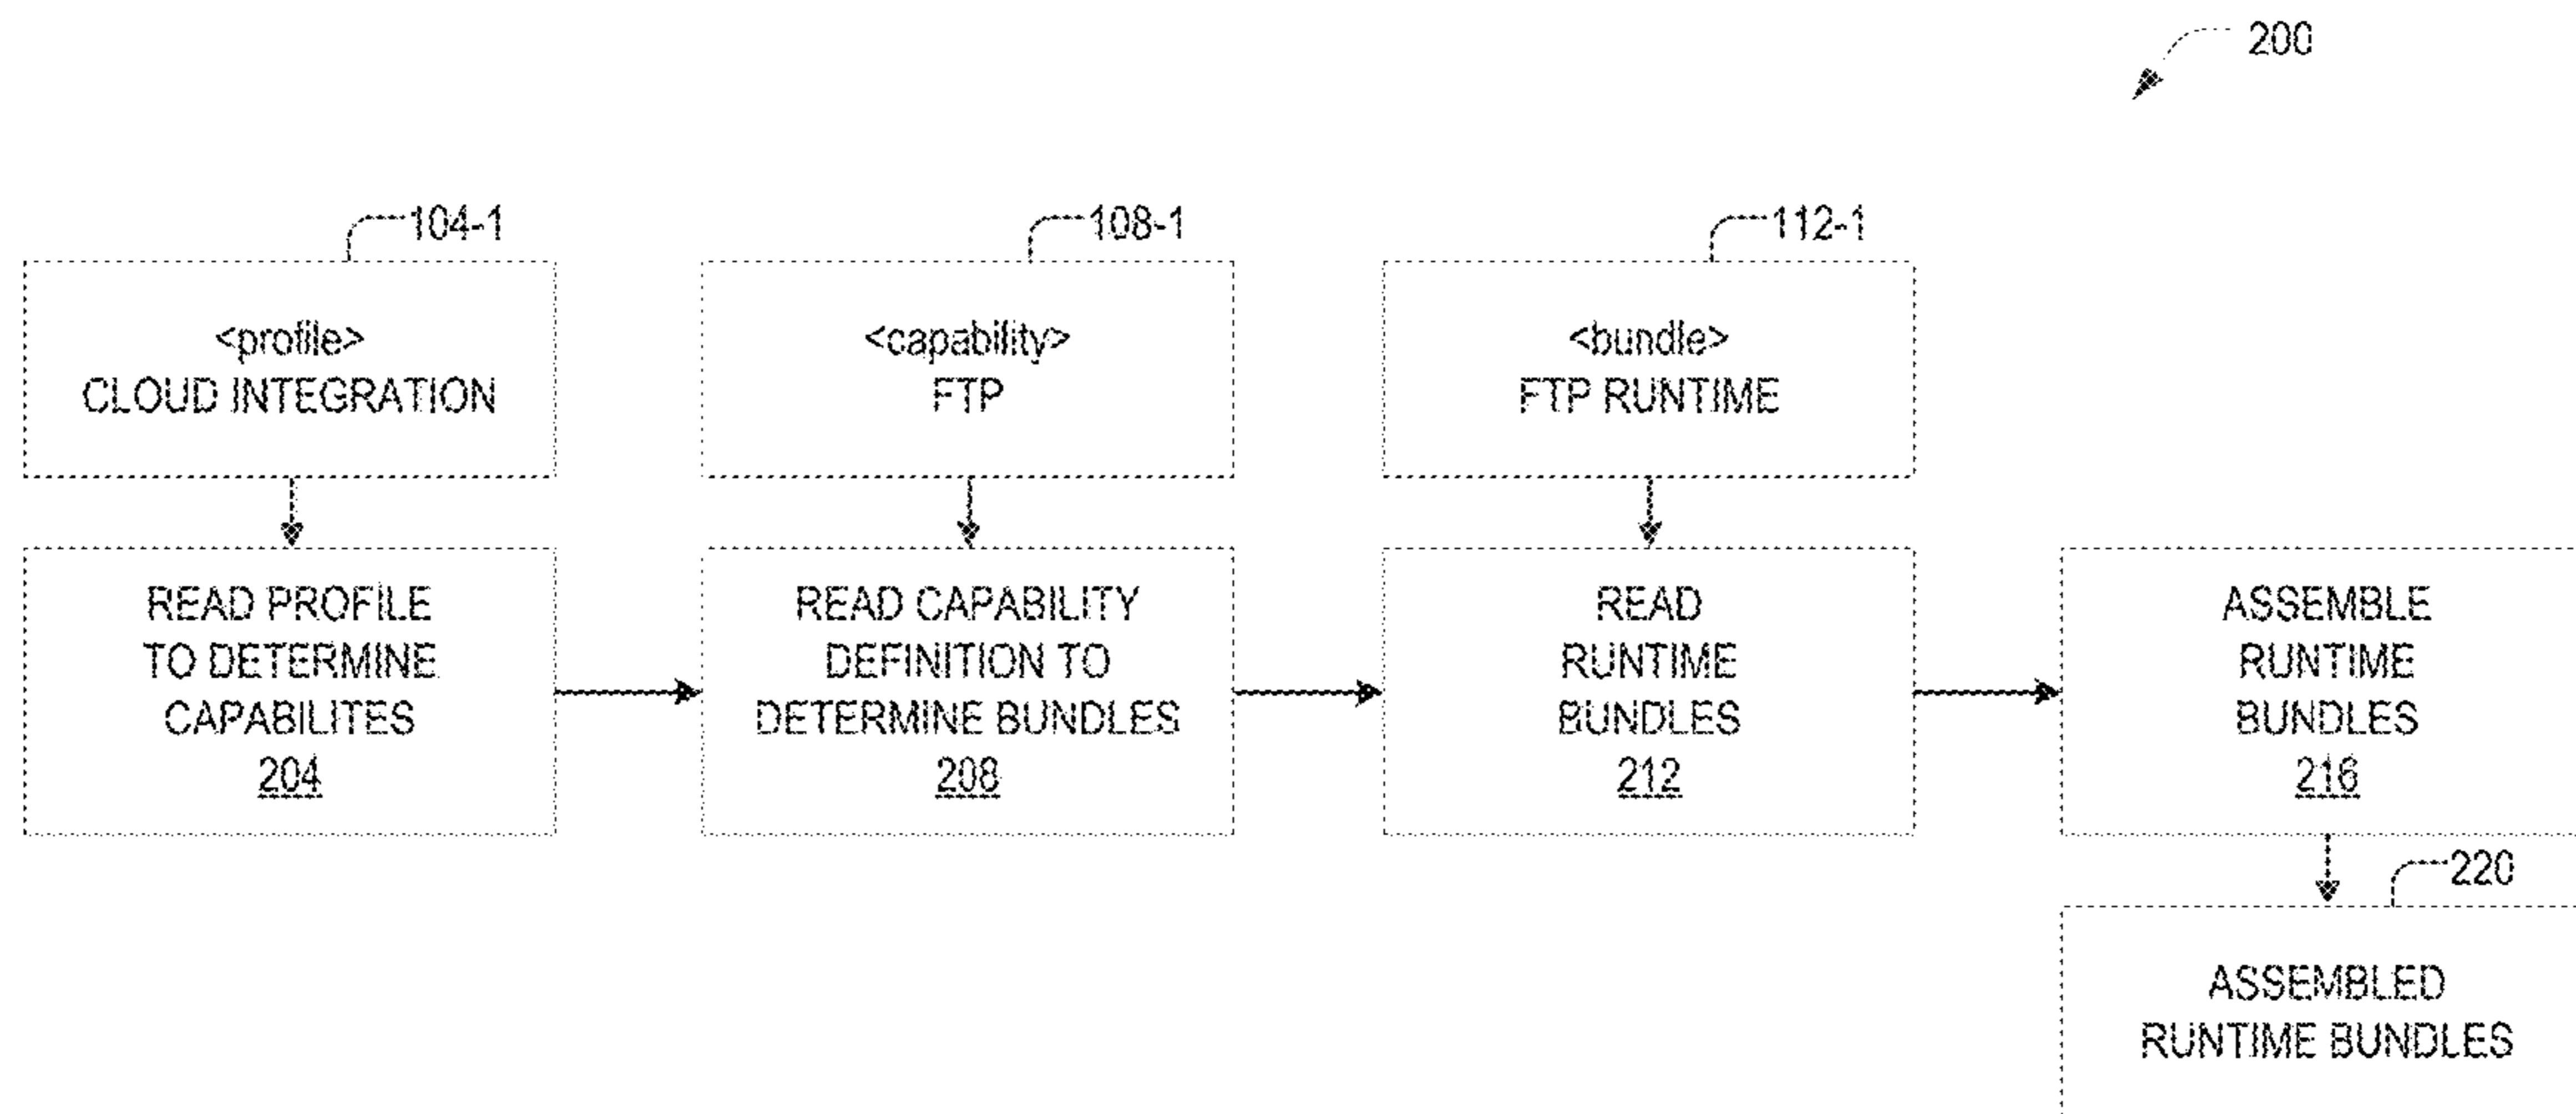 200
104-1
108-1
112-1
<profile>
CLOUD INTEGRATION
<capability>
FTP
<bundle>
FTP RUNTIME
READ PROFILE
TO DETERMINE
CAPABILITES
204
READ CAPABILITY
DEFINITION TO
DETERMINE BUNDLES
208
READ
RUNTIME
BUNDLES
212
ASSEMBLE
RUNTIME
BUNDLES
216
220
ASSEMBLED
RUNTIME BUNDLES